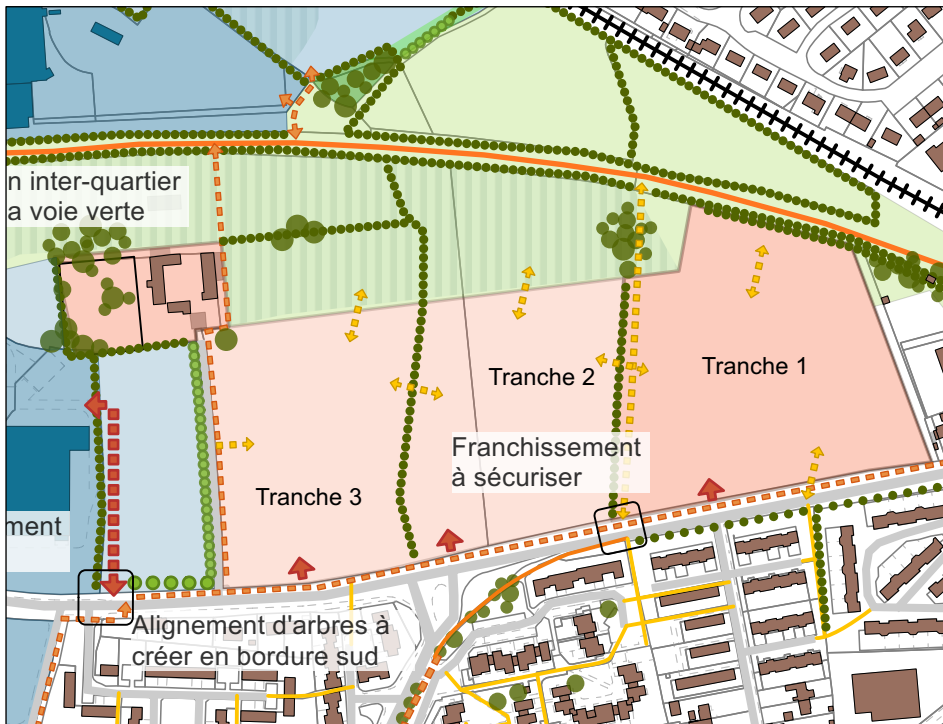 n inter-quartier
a voie verte
Tranche 1
Tranche 2
Franchissement
à sécuriser
Tranche 3
ment
Alignement d'arbres à
créer en bordure sud